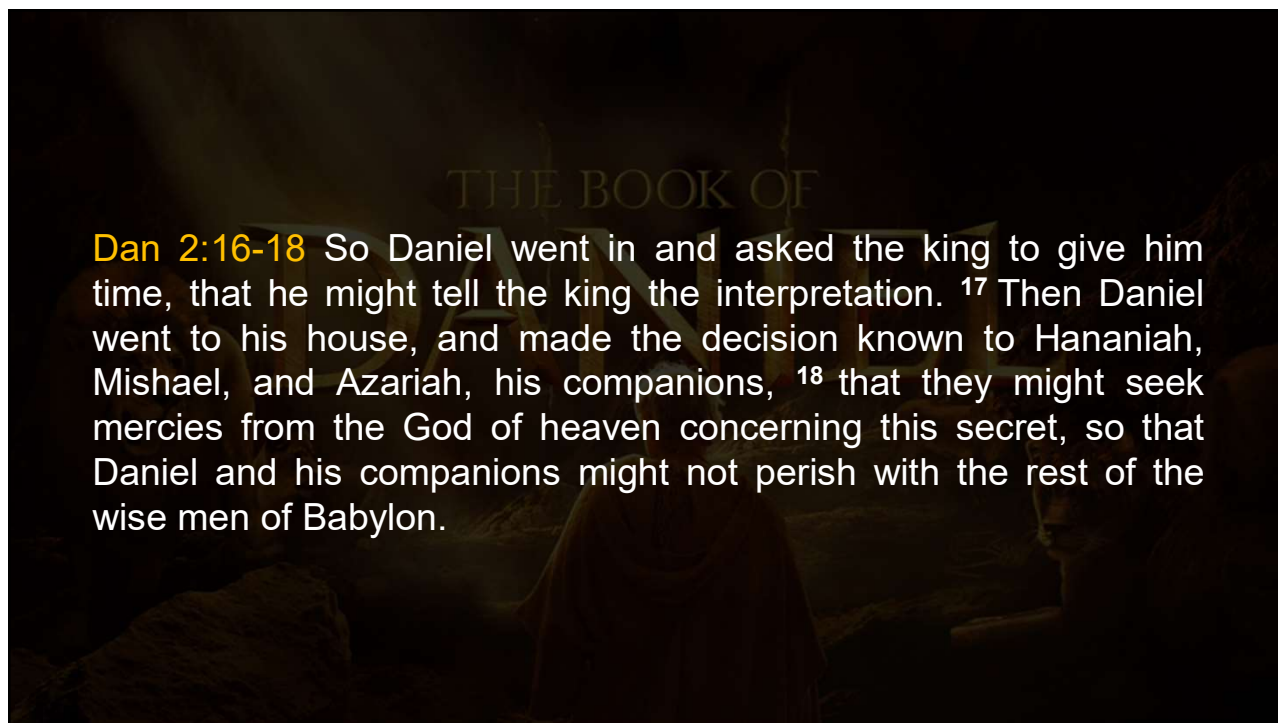 THE BOOK OF
DANIEL
Dan 2:16-18 So Daniel went in and asked the king to give him
time, that he might tell the king the interpretation. 17 Then Daniel
went to his house, and made the decision known to Hananiah,
Mishael, and Azariah, his companions, 18 that they might seek
mercies from the God of heaven concerning this secret, so that
Daniel and his companions might not perish with the rest of the
wise men of Babylon.